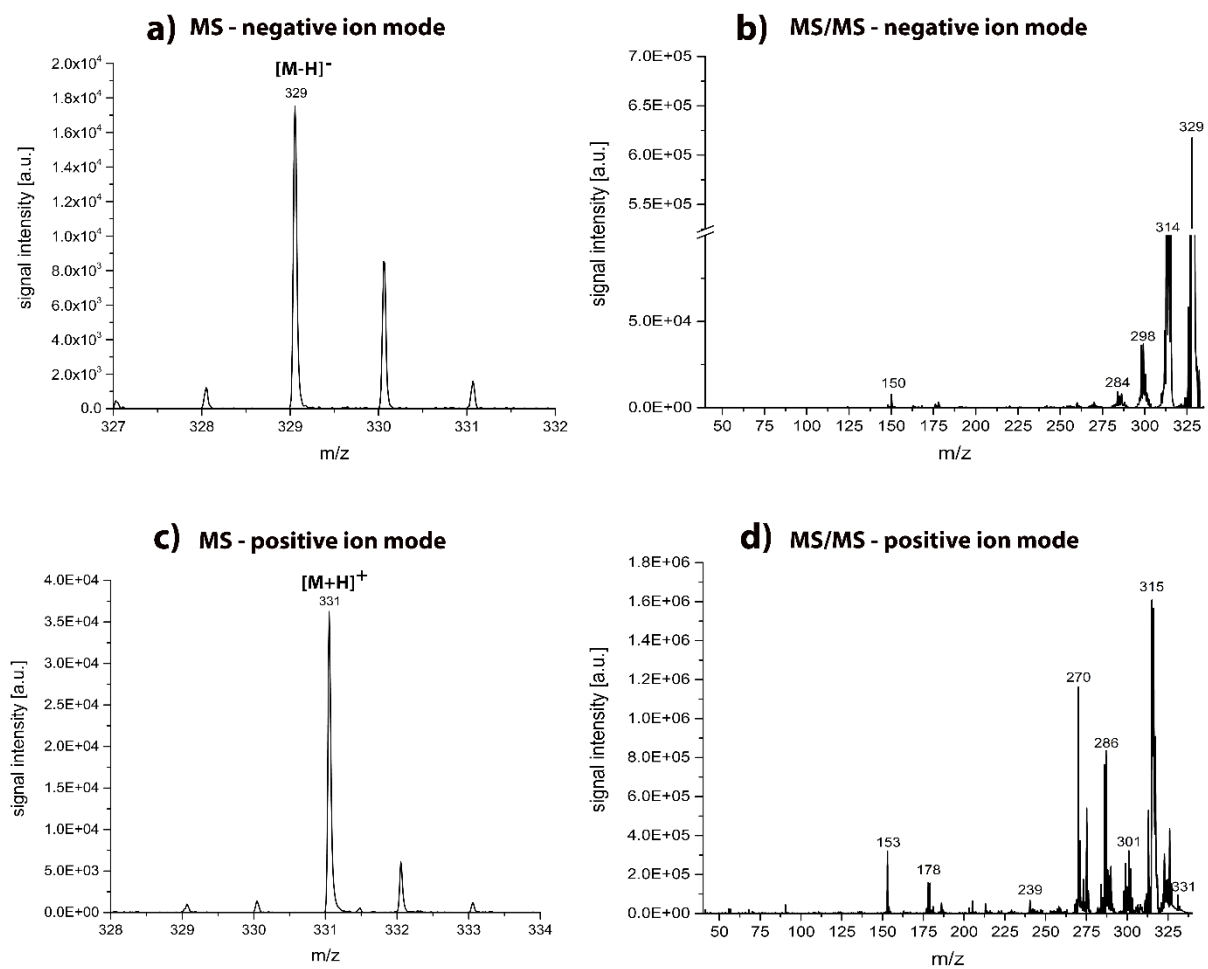 a) MS - negative ion mode
[M-H]-
329
2.0x10⁴
1.8x10⁴
1.6x10⁴
1.4x10⁴
1.2x10⁴
1.0x10⁴
8.0x10³
6.0x10³
4.0x10³
2.0x10³
0.0
signal intensity [a.u.]
327 328 329 330 331 332
m/z
b) MS/MS - negative ion mode
7.0E+05
6.5E+05
6.0E+05
5.5E+05
5.0E+04
0.0E+00
signal intensity [a.u.]
329
314
298
284
150
50 75 100 125 150 175 200 225 250 275 300 325
m/z
c) MS - positive ion mode
[M+H]+
331
4.0E+04
3.5E+04
3.0E+04
2.5E+04
2.0E+04
1.5E+04
1.0E+04
5.0E+03
0.0E+00
signal intensity [a.u.]
328 329 330 331 332 333 334
m/z
d) MS/MS - positive ion mode
1.8E+06
1.6E+06
1.4E+06
1.2E+06
1.0E+06
8.0E+05
6.0E+05
4.0E+05
2.0E+05
0.0E+00
signal intensity [a.u.]
315
270
286
301
153
178
239
331
50 75 100 125 150 175 200 225 250 275 300 325
m/z